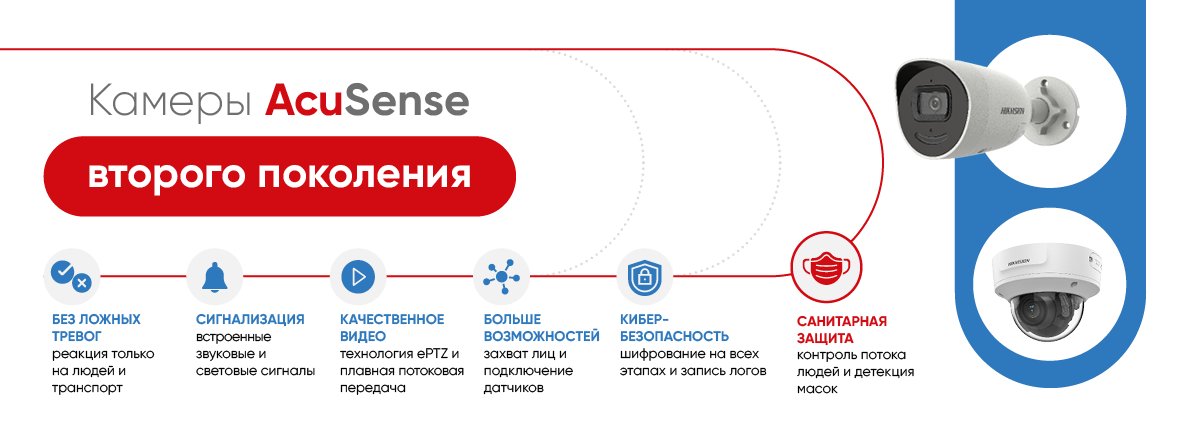 Камеры AcuSense
второго поколения
БЕЗ ЛОЖНЫХ
ТРЕВОГ
реакция только
на людей и
транспорт
СИГНАЛИЗАЦИЯ
встроенные
звуковые и
световые сигналы
КАЧЕСТВЕННОЕ
ВИДЕО
технология ePTZ и
плавная потоковая
передача
БОЛЬШЕ
ВОЗМОЖНОСТЕЙ
захват лиц и
подключение
датчиков
КИБЕР-
БЕЗОПАСНОСТЬ
шифрование на всех
этапах и запись логов
САНИТАРНАЯ
ЗАЩИТА
контроль потока
людей и детекция
масок
HIKVISION
HIKVISION